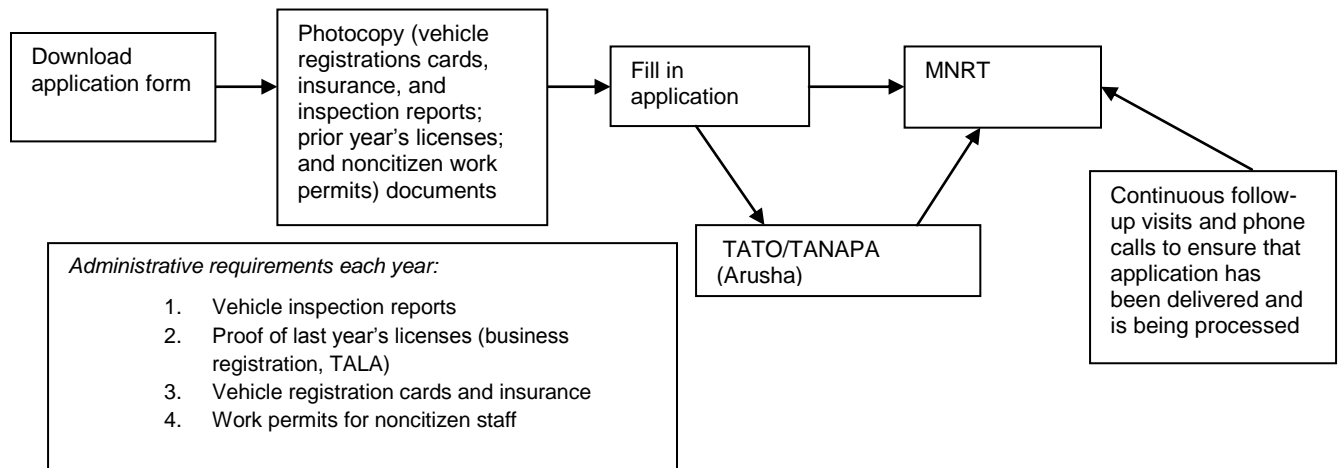 Download
application form
Photocopy (vehicle
registrations cards,
insurance, and
inspection reports;
prior year's licenses;
and noncitizen work
permits) documents
Fill in
application
MNRT
TATO/TANAPA
(Arusha)
Continuous follow-
up visits and phone
calls to ensure that
application has
been delivered and
is being processed
Administrative requirements each year:
1. Vehicle inspection reports
2. Proof of last year's licenses (business
registration, TALA)
3. Vehicle registration cards and insurance
4. Work permits for noncitizen staff